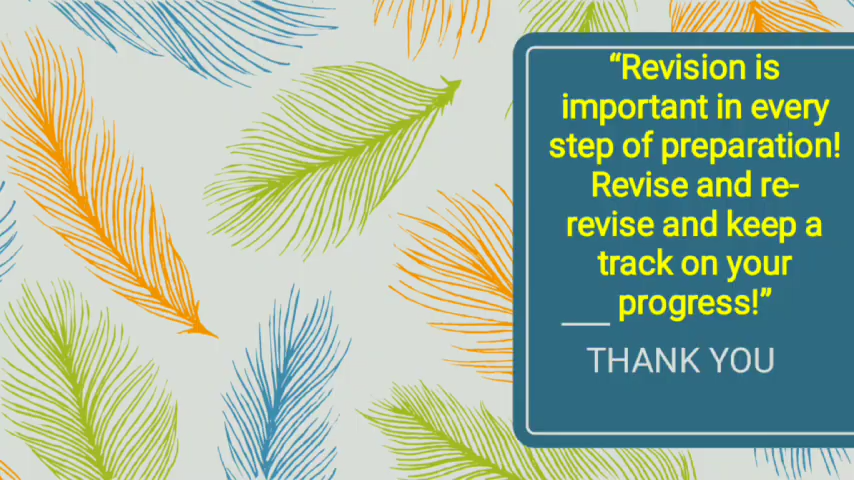 “Revision is
important in every
step of preparation!
Revise and re-
revise and keep a
track on your
progress!”
THANK YOU